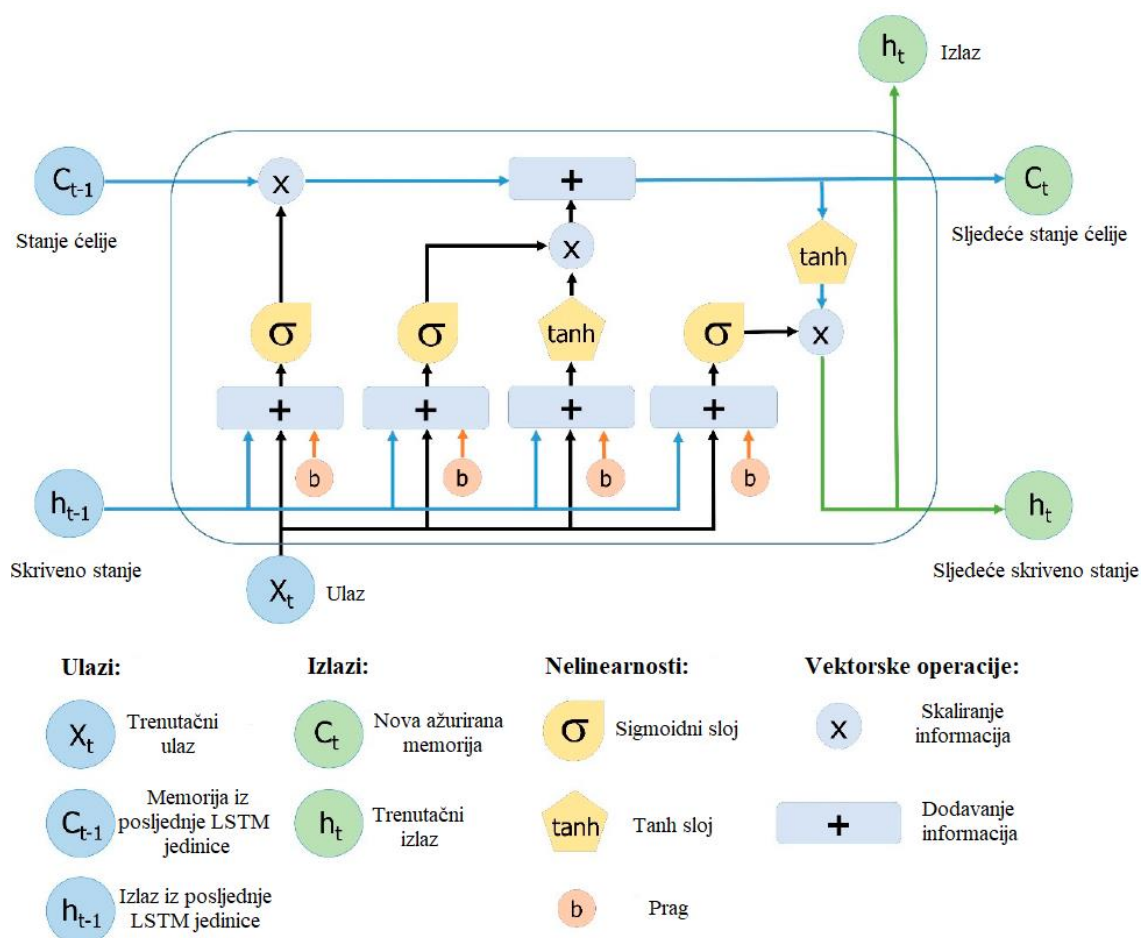 hₜ
Izlaz
Cₜ₋₁
x
+
Cₜ
Stanje ćelije
x
tanh
Sljedeće stanje ćelije
σ
σ
tanh
σ
x
+
+
+
+
b
b
b
b
hₜ₋₁
hₜ
Skriveno stanje
Xₜ
Ulaz
Sljedeće skriveno stanje
Ulazi:
Xₜ
Trenutačni
ulaz
Cₜ₋₁
Memorija iz
posljednje LSTM
jedinice
hₜ₋₁
Izlaz iz posljednje
LSTM jedinice
Izlazi:
Cₜ
Nova ažurirana
memorija
hₜ
Trenutačni
izlaz
Nelinearnosti:
σ
Sigmoidni sloj
tanh
Tanh sloj
b
Prag
Vektorske operacije:
x
Skaliranje
informacija
+
Dodavanje
informacija